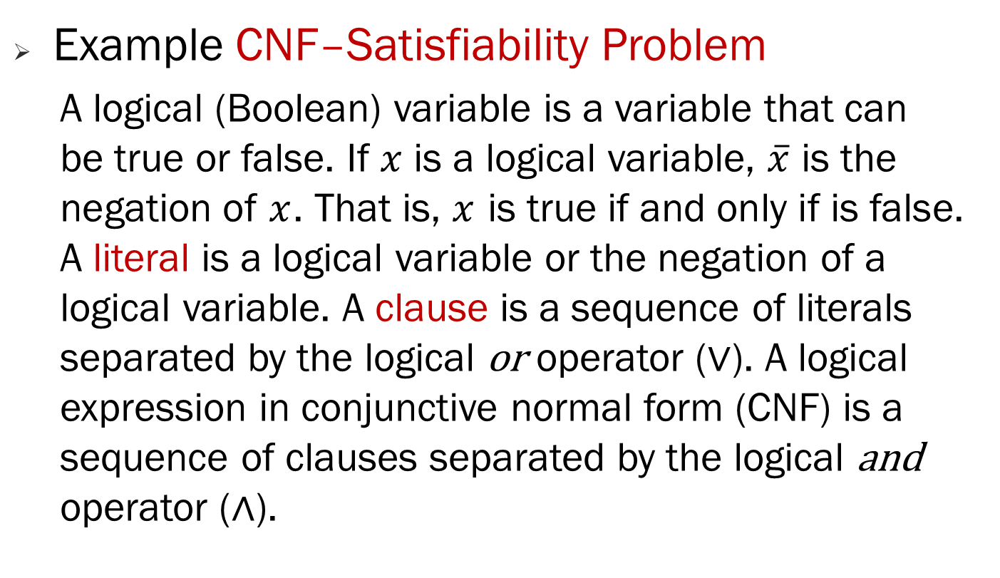 ➢ Example CNF–Satisfiability Problem
A logical (Boolean) variable is a variable that can
be true or false. If x is a logical variable, x̄ is the
negation of x. That is, x is true if and only if is false.
A literal is a logical variable or the negation of a
logical variable. A clause is a sequence of literals
separated by the logical or operator (∨). A logical
expression in conjunctive normal form (CNF) is a
sequence of clauses separated by the logical and
operator (∧).